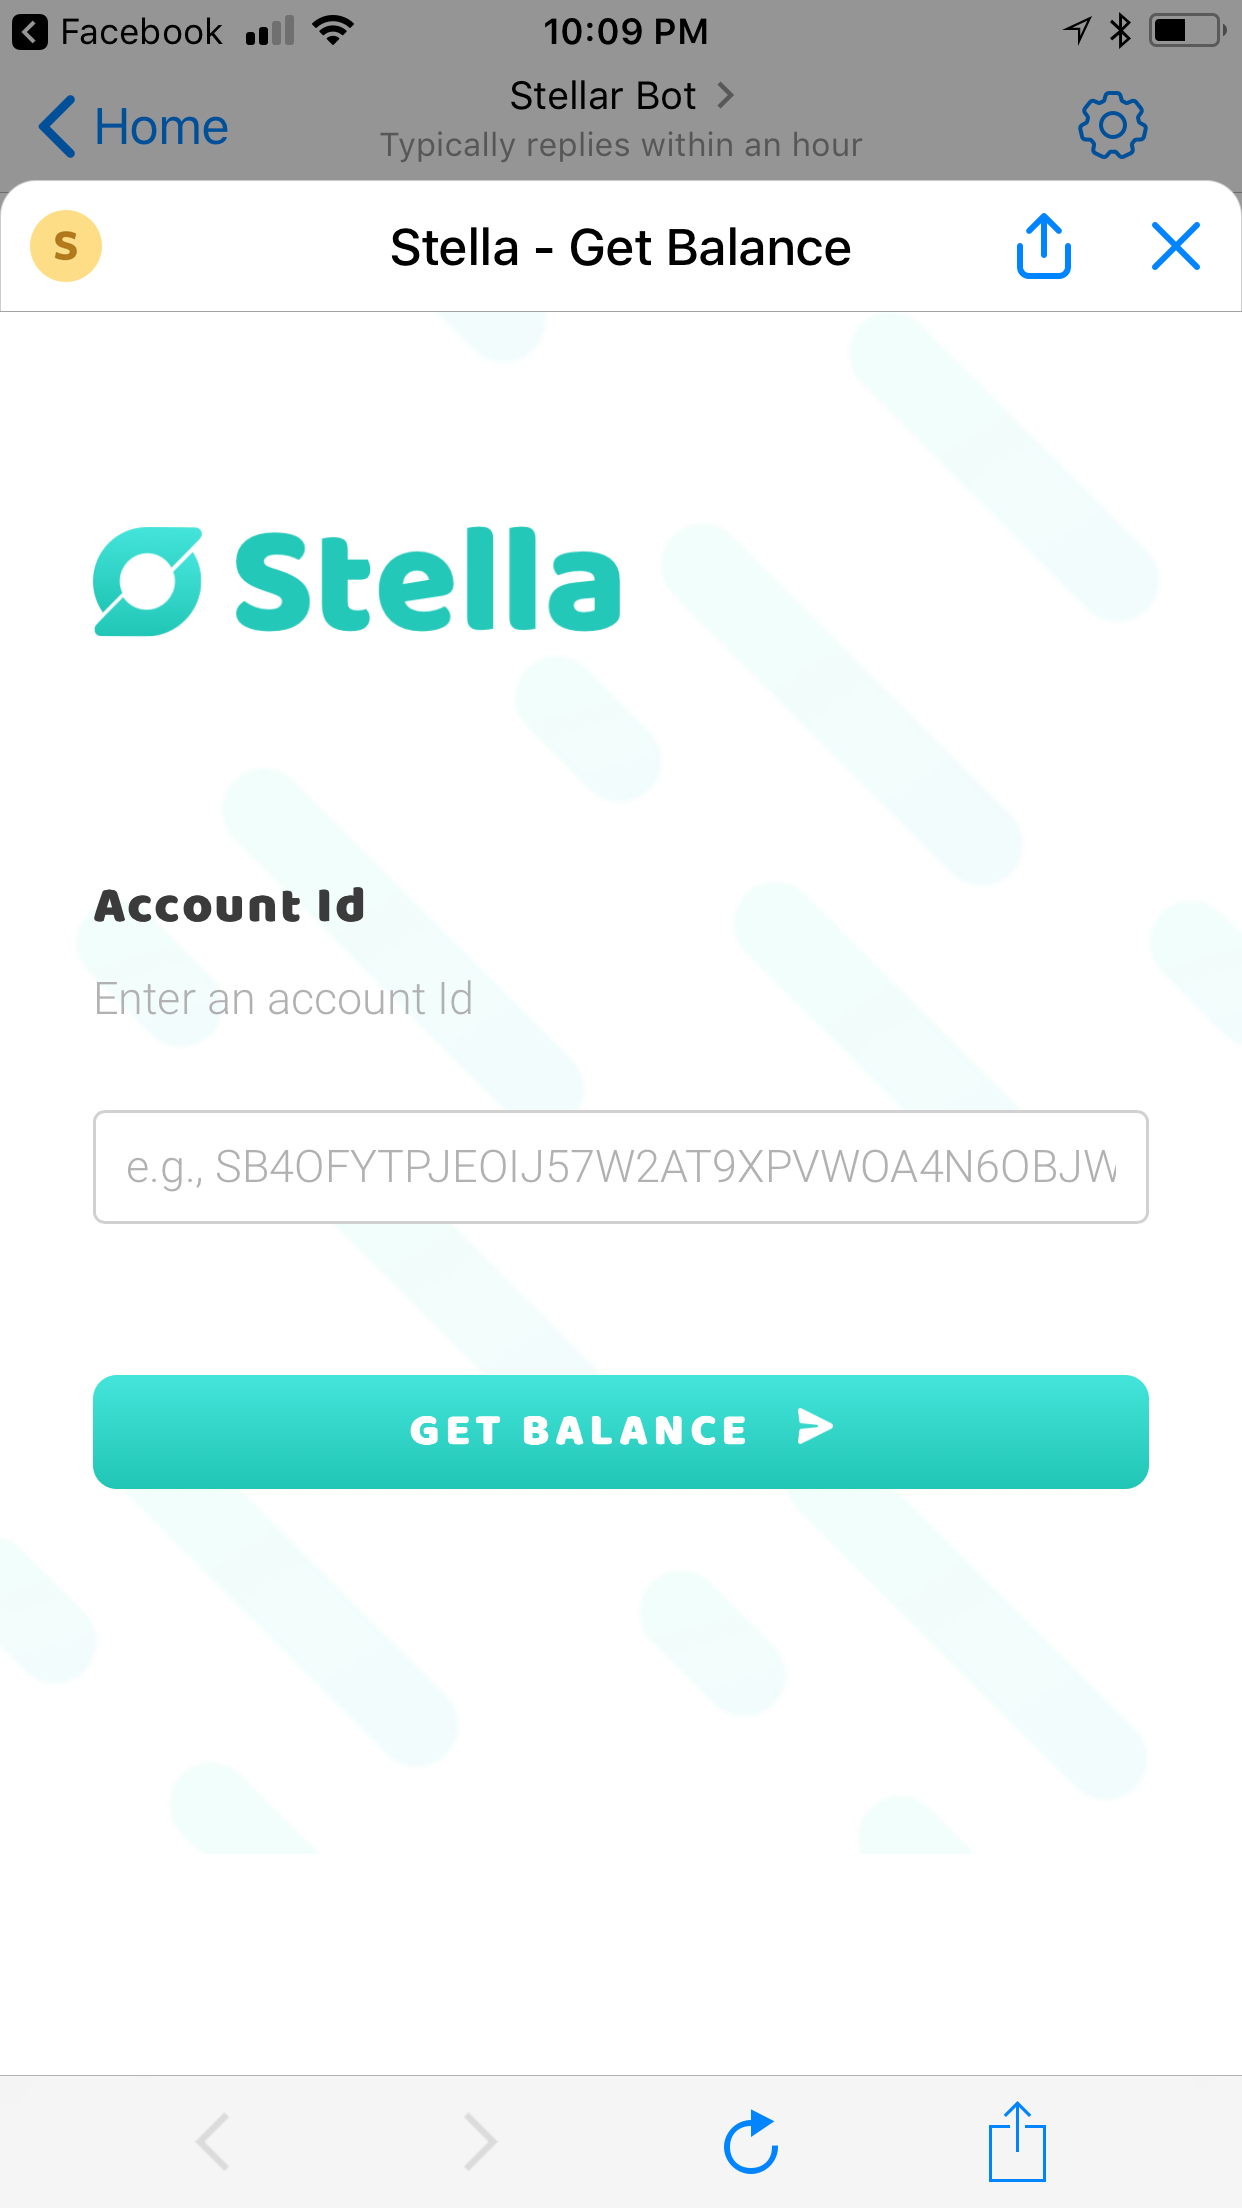 Facebook
10:09 PM
Home
Stellar Bot
Typically replies within an hour
S
Stella - Get Balance
Stella
Account Id
Enter an account Id
e.g., SB4OFYTPJEOIJ57W2AT9XPVWOA4N6OBJW
GET BALANCE